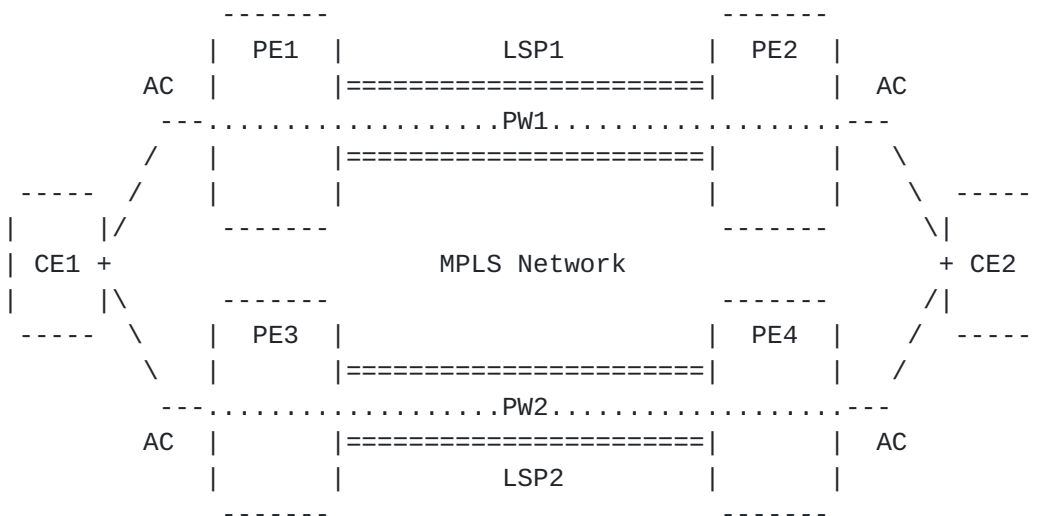 PE1 LSP1 PE2
AC AC
PW1
CE1 MPLS Network CE2
PE3 PE4
PW2
AC AC
LSP2